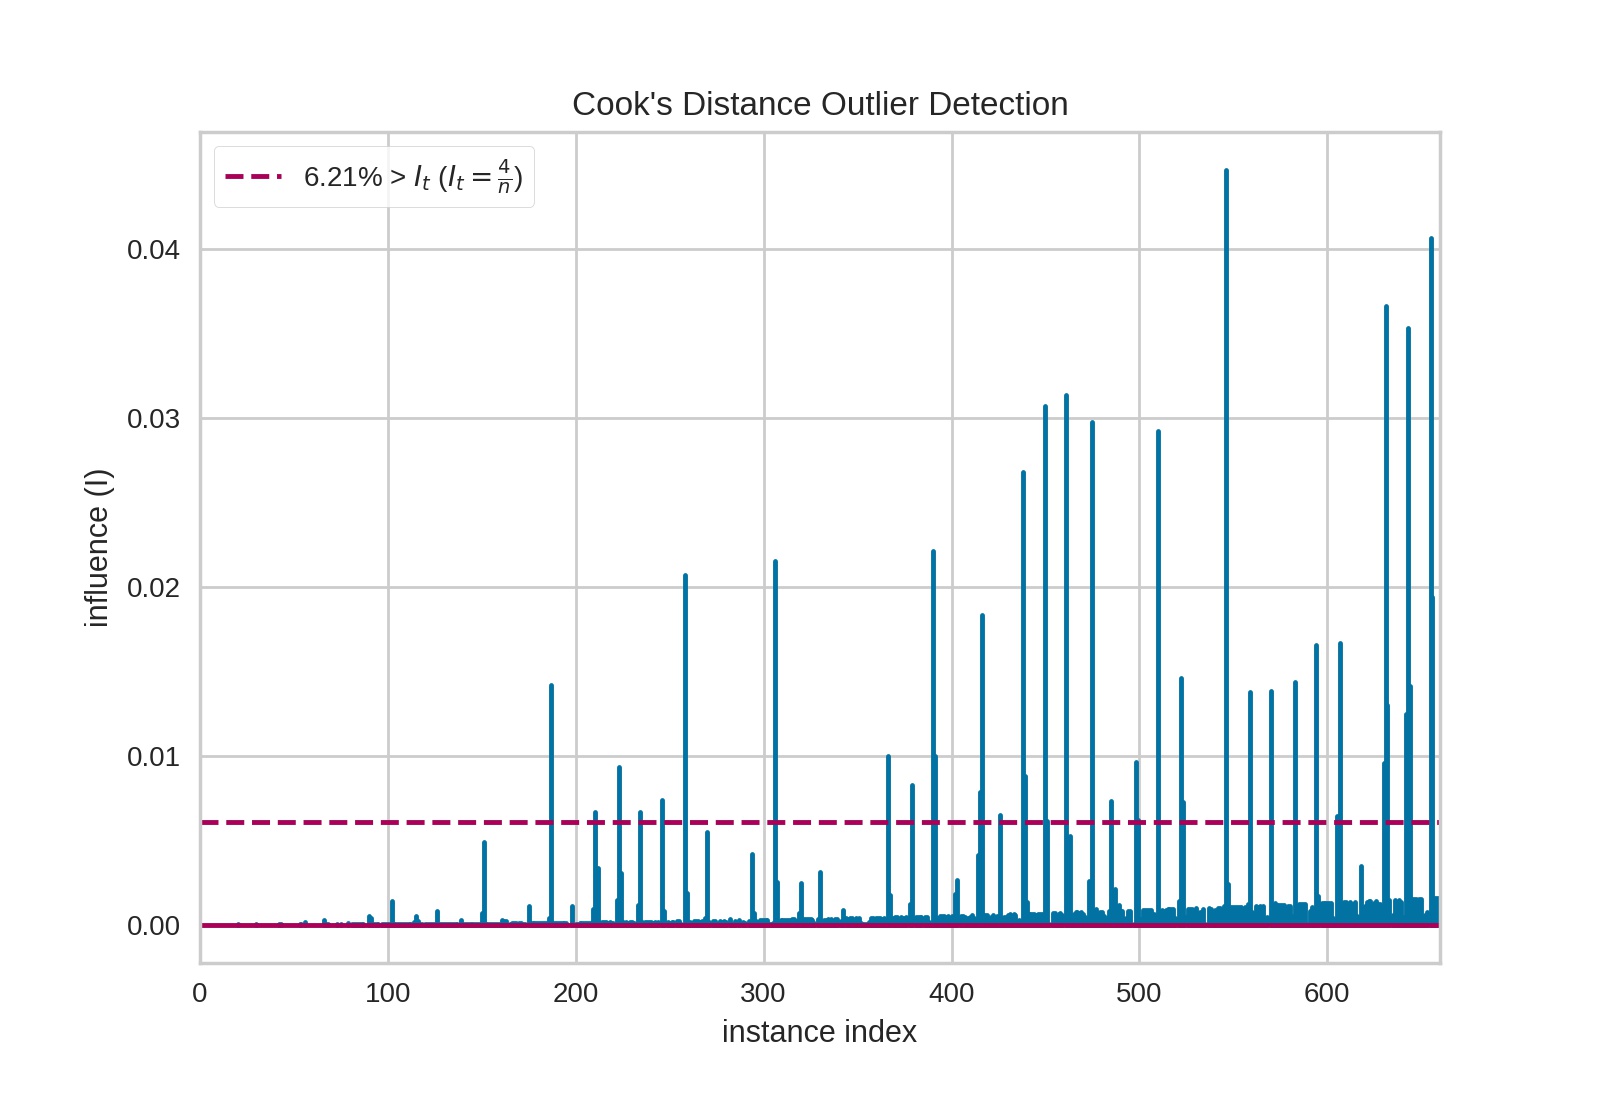 Cook's Distance Outlier Detection
6.21% > I_t (I_t = 4/n)
0.04
0.03
0.02
0.01
0.00
influence (I)
0 100 200 300 400 500 600
instance index